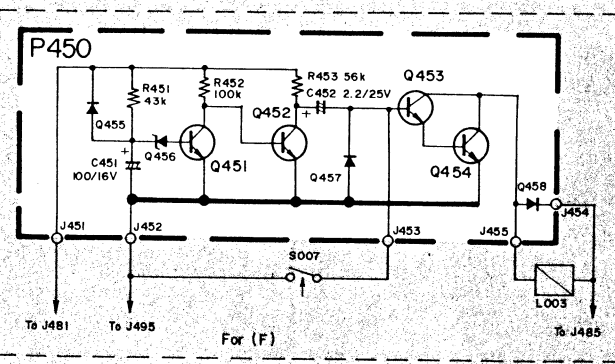 P450
R451
43k
R452
100k
R453 56k
C452 2.2/25V
Q453
Q455
+
C451
100/16V
Q456
Q451
Q452
+
Q457
Q454
Q458
J451
J452
J453
J455
J454
S007
L003
To J481
To J495
For (F)
To J485